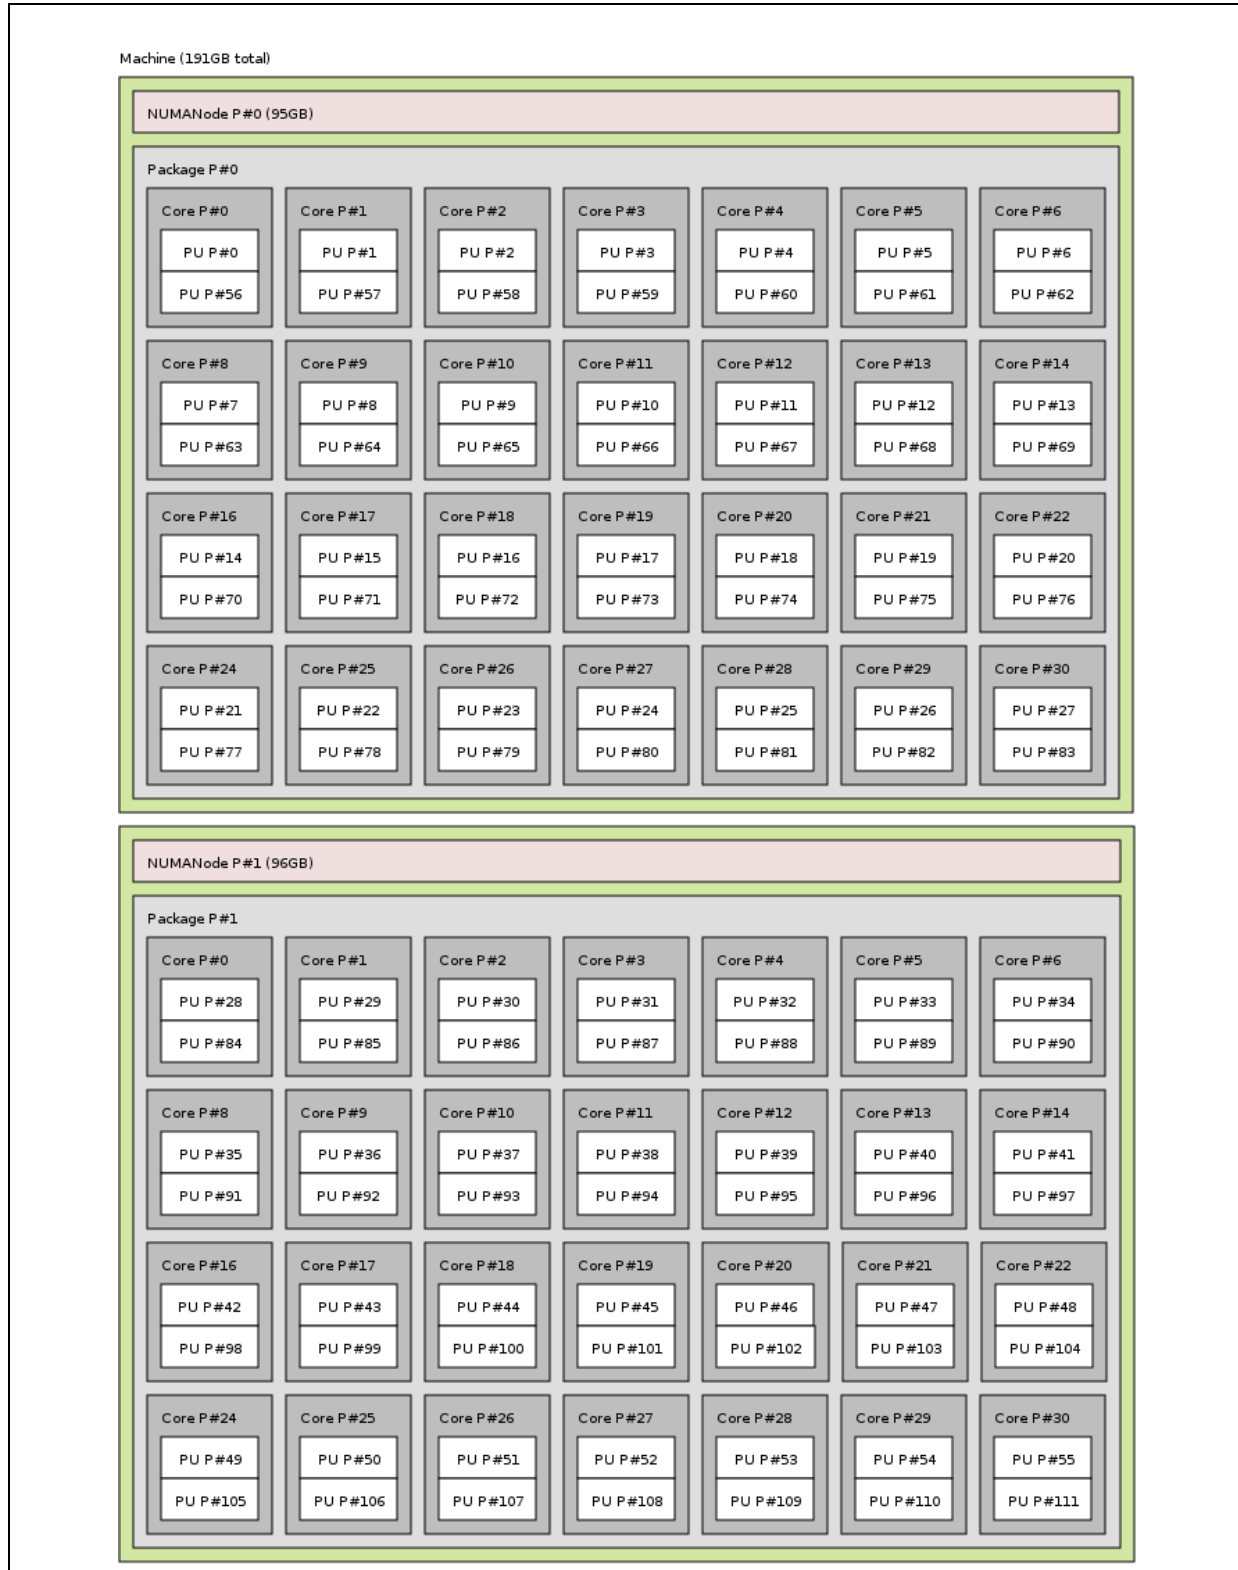 Machine (191GB total)
NUMANode P#0 (95GB)
Package P#0
Core P#0 Core P#1 Core P#2 Core P#3 Core P#4 Core P#5 Core P#6
PU P#0 PU P#1 PU P#2 PU P#3 PU P#4 PU P#5 PU P#6
PU P#56 PU P#57 PU P#58 PU P#59 PU P#60 PU P#61 PU P#62
Core P#8 Core P#9 Core P#10 Core P#11 Core P#12 Core P#13 Core P#14
PU P#7 PU P#8 PU P#9 PU P#10 PU P#11 PU P#12 PU P#13
PU P#63 PU P#64 PU P#65 PU P#66 PU P#67 PU P#68 PU P#69
Core P#16 Core P#17 Core P#18 Core P#19 Core P#20 Core P#21 Core P#22
PU P#14 PU P#15 PU P#16 PU P#17 PU P#18 PU P#19 PU P#20
PU P#70 PU P#71 PU P#72 PU P#73 PU P#74 PU P#75 PU P#76
Core P#24 Core P#25 Core P#26 Core P#27 Core P#28 Core P#29 Core P#30
PU P#21 PU P#22 PU P#23 PU P#24 PU P#25 PU P#26 PU P#27
PU P#77 PU P#78 PU P#79 PU P#80 PU P#81 PU P#82 PU P#83
NUMANode P#1 (96GB)
Package P#1
Core P#0 Core P#1 Core P#2 Core P#3 Core P#4 Core P#5 Core P#6
PU P#28 PU P#29 PU P#30 PU P#31 PU P#32 PU P#33 PU P#34
PU P#84 PU P#85 PU P#86 PU P#87 PU P#88 PU P#89 PU P#90
Core P#8 Core P#9 Core P#10 Core P#11 Core P#12 Core P#13 Core P#14
PU P#35 PU P#36 PU P#37 PU P#38 PU P#39 PU P#40 PU P#41
PU P#91 PU P#92 PU P#93 PU P#94 PU P#95 PU P#96 PU P#97
Core P#16 Core P#17 Core P#18 Core P#19 Core P#20 Core P#21 Core P#22
PU P#42 PU P#43 PU P#44 PU P#45 PU P#46 PU P#47 PU P#48
PU P#98 PU P#99 PU P#100 PU P#101 PU P#102 PU P#103 PU P#104
Core P#24 Core P#25 Core P#26 Core P#27 Core P#28 Core P#29 Core P#30
PU P#49 PU P#50 PU P#51 PU P#52 PU P#53 PU P#54 PU P#55
PU P#105 PU P#106 PU P#107 PU P#108 PU P#109 PU P#110 PU P#111